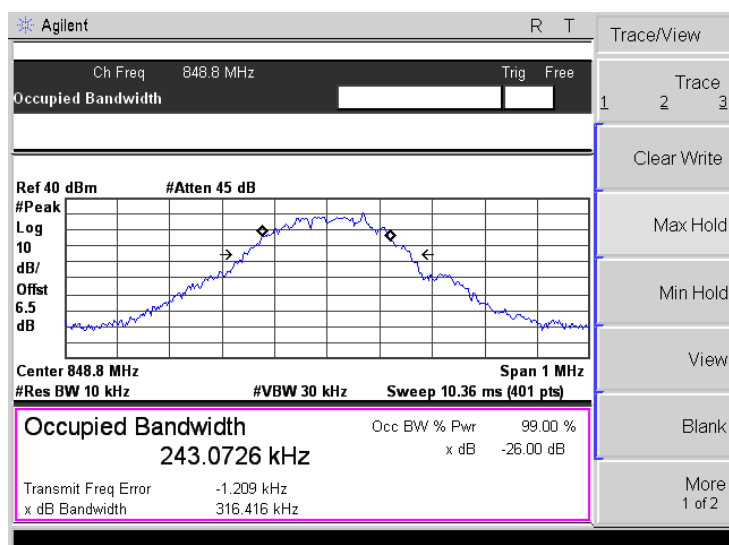 Agilent R T
Ch Freq 848.8 MHz Trig Free
Occupied Bandwidth
Ref 40 dBm #Atten 45 dB
#Peak
Log
10
dB/
Offst
6.5
dB
Center 848.8 MHz Span 1 MHz
#Res BW 10 kHz #VBW 30 kHz Sweep 10.36 ms (401 pts)
Occupied Bandwidth Occ BW % Pwr 99.00 %
243.0726 kHz x dB -26.00 dB
Transmit Freq Error -1.209 kHz
x dB Bandwidth 316.416 kHz
Trace/View
Trace
1 2 3
Clear Write
Max Hold
Min Hold
View
Blank
More
1 of 2